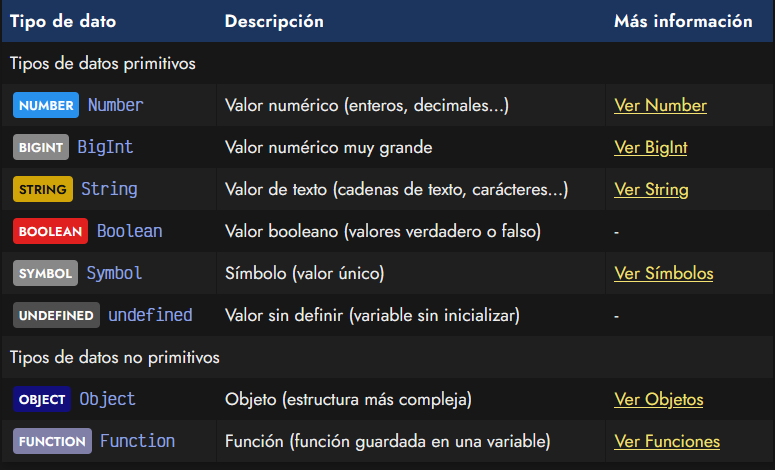 Tipo de dato Descripción Más información
Tipos de datos primitivos
NUMBER Number Valor numérico (enteros, decimales...) Ver Number
BIGINT BigInt Valor numérico muy grande Ver BigInt
STRING String Valor de texto (cadenas de texto, carácteres...) Ver String
BOOLEAN Boolean Valor booleano (valores verdadero o falso) -
SYMBOL Symbol Símbolo (valor único) Ver Símbolos
UNDEFINED undefined Valor sin definir (variable sin inicializar) -
Tipos de datos no primitivos
OBJECT Object Objeto (estructura más compleja) Ver Objetos
FUNCTION Function Función (función guardada en una variable) Ver Funciones